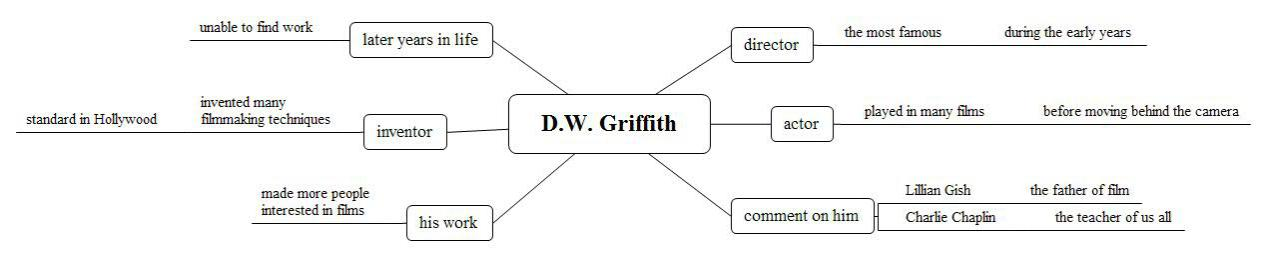 D.W. Griffith
later years in life
unable to find work
inventor
invented many
filmmaking techniques
standard in Hollywood
his work
made more people
interested in films
director
the most famous
during the early years
actor
played in many films
before moving behind the camera
comment on him
Lillian Gish
the father of film
Charlie Chaplin
the teacher of us all